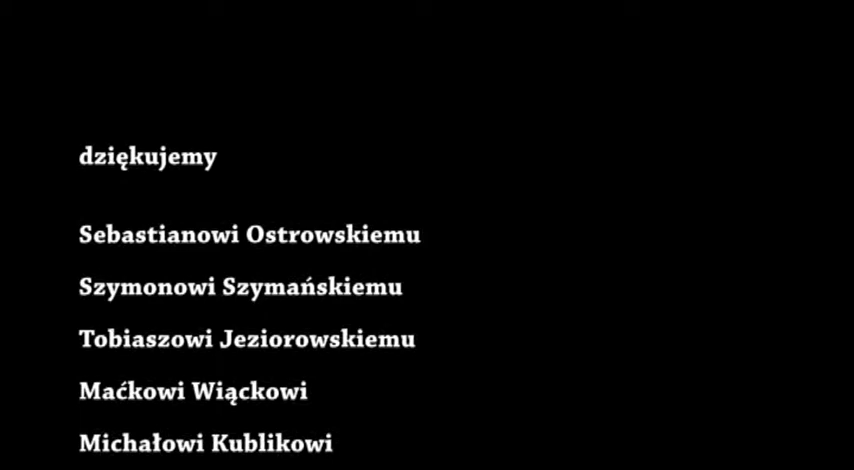 dziękujemy
Sebastianowi Ostrowskiemu
Szymonowi Szymańskiemu
Tobiaszowi Jeziorowskiemu
Maćkowi Wiąckowi
Michałowi Kublikowi